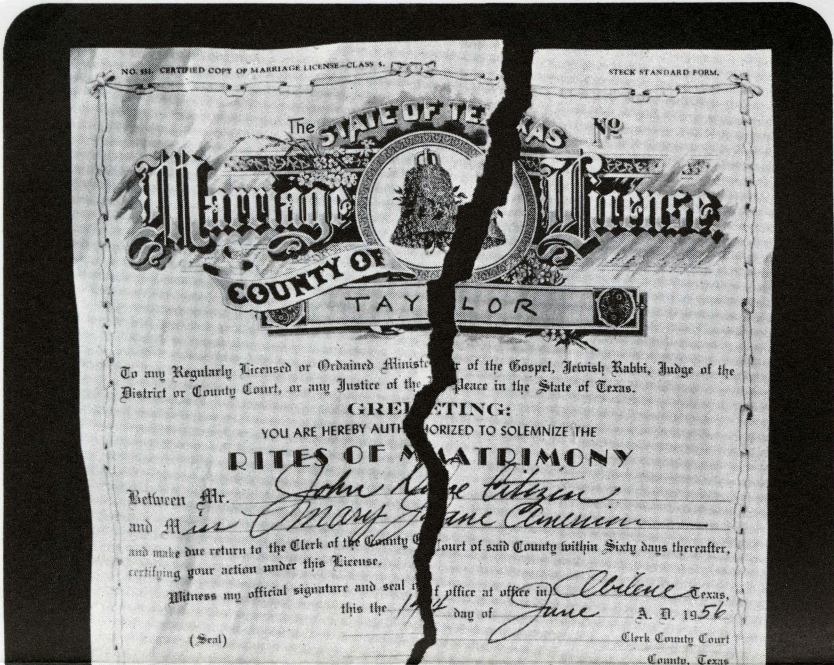 NO. 531. CERTIFIED COPY OF MARRIAGE LICENSE—CLASS 5. STECK STANDARD FORM.
The STATE OF TEXAS No
Marriage License.
COUNTY OF
TAYLOR
To any Regularly Licensed or Ordained Minister of the Gospel, Jewish Rabbi, Judge of the
District or County Court, or any Justice of the Peace in the State of Texas.
GREETING:
YOU ARE HEREBY AUTHORIZED TO SOLEMNIZE THE
RITES OF MATRIMONY
Between Mr. John Citizen
and Miss Mary Jane American
and make due return to the Clerk of the County Court of said County within Sixty days thereafter,
certifying your action under this License.
Witness my official signature and seal of office at office in Abilene Texas,
this the day of June A. D. 1956
(Seal) Clerk County Court
County, Texas